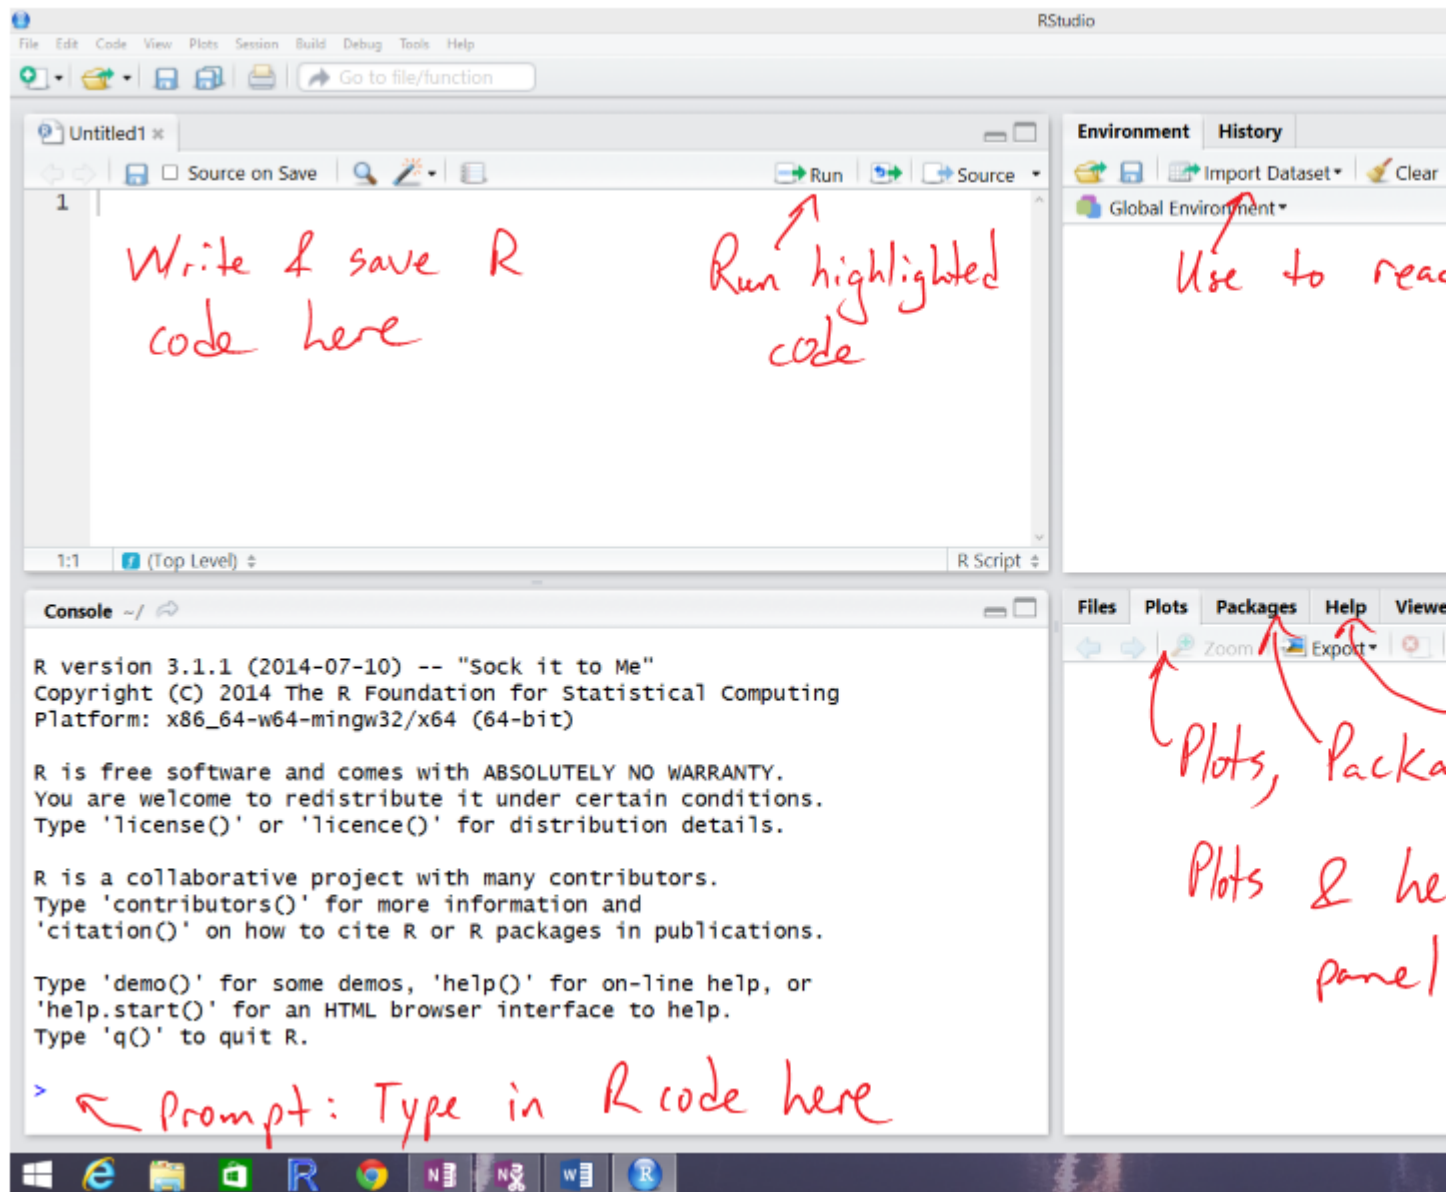 RStudio
File Edit Code View Plots Session Build Debug Tools Help
Go to file/function
Untitled1
Source on Save Run Source
1
Write & save R
code here
Run highlighted
code
1:1 (Top Level) R Script
Environment History
Import Dataset Clear
Global Environment
Use to read
Console ~/
R version 3.1.1 (2014-07-10) -- "Sock it to Me"
Copyright (C) 2014 The R Foundation for Statistical Computing
Platform: x86_64-w64-mingw32/x64 (64-bit)
R is free software and comes with ABSOLUTELY NO WARRANTY.
You are welcome to redistribute it under certain conditions.
Type 'license()' or 'licence()' for distribution details.
R is a collaborative project with many contributors.
Type 'contributors()' for more information and
'citation()' on how to cite R or R packages in publications.
Type 'demo()' for some demos, 'help()' for on-line help, or
'help.start()' for an HTML browser interface to help.
Type 'q()' to quit R.
> Prompt: Type in R code here
Files Plots Packages Help Viewe
Zoom Export
Plots, Packa
Plots & he
panel